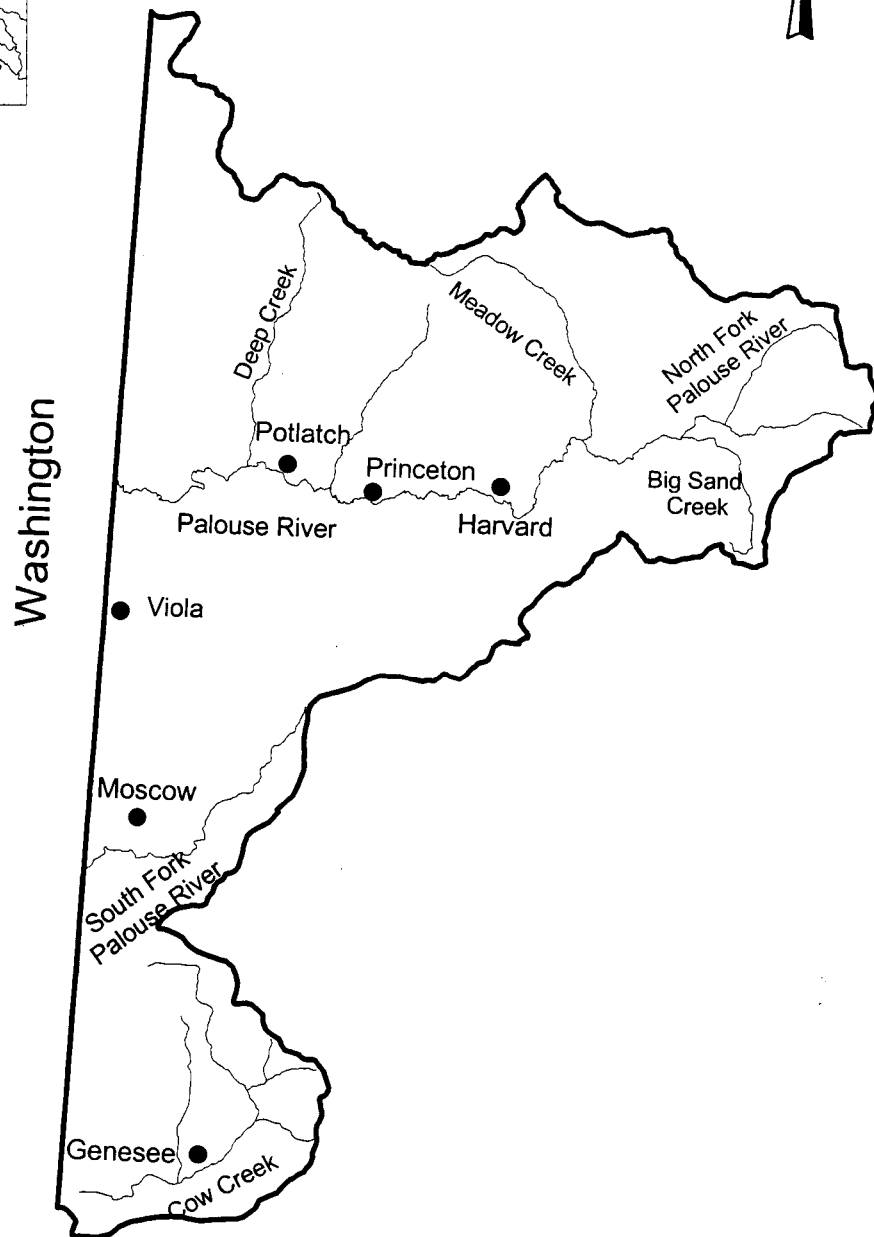 Deep Creek
Meadow Creek
North Fork
Palouse River
Potlatch
Princeton
Harvard
Big Sand
Creek
Palouse River
Washington
Viola
Moscow
South Fork
Palouse River
Genesee
Cow Creek